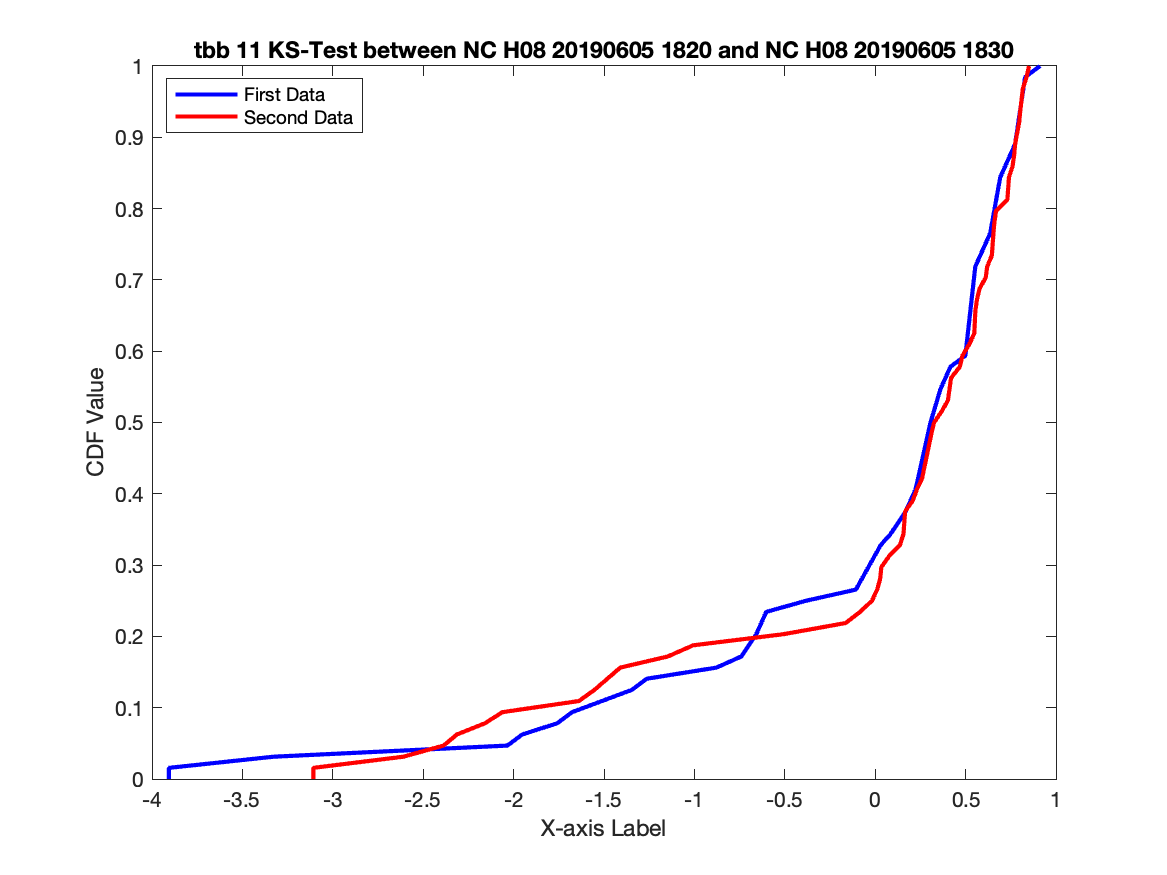 tbb 11 KS-Test between NC H08 20190605 1820 and NC H08 20190605 1830
First Data
Second Data
1
0.9
0.8
0.7
0.6
0.5
0.4
0.3
0.2
0.1
0
CDF Value
-4 -3.5 -3 -2.5 -2 -1.5 -1 -0.5 0 0.5 1
X-axis Label